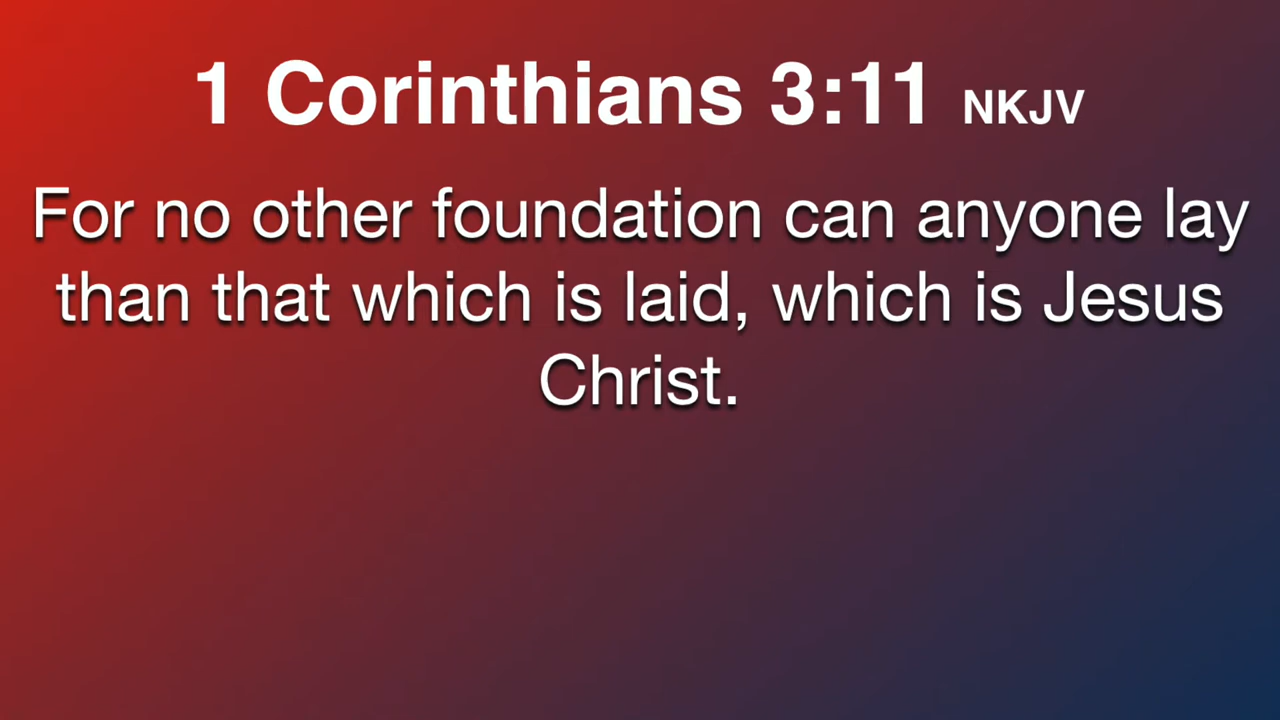 1 Corinthians 3:11 NKJV
For no other foundation can anyone lay
than that which is laid, which is Jesus
Christ.